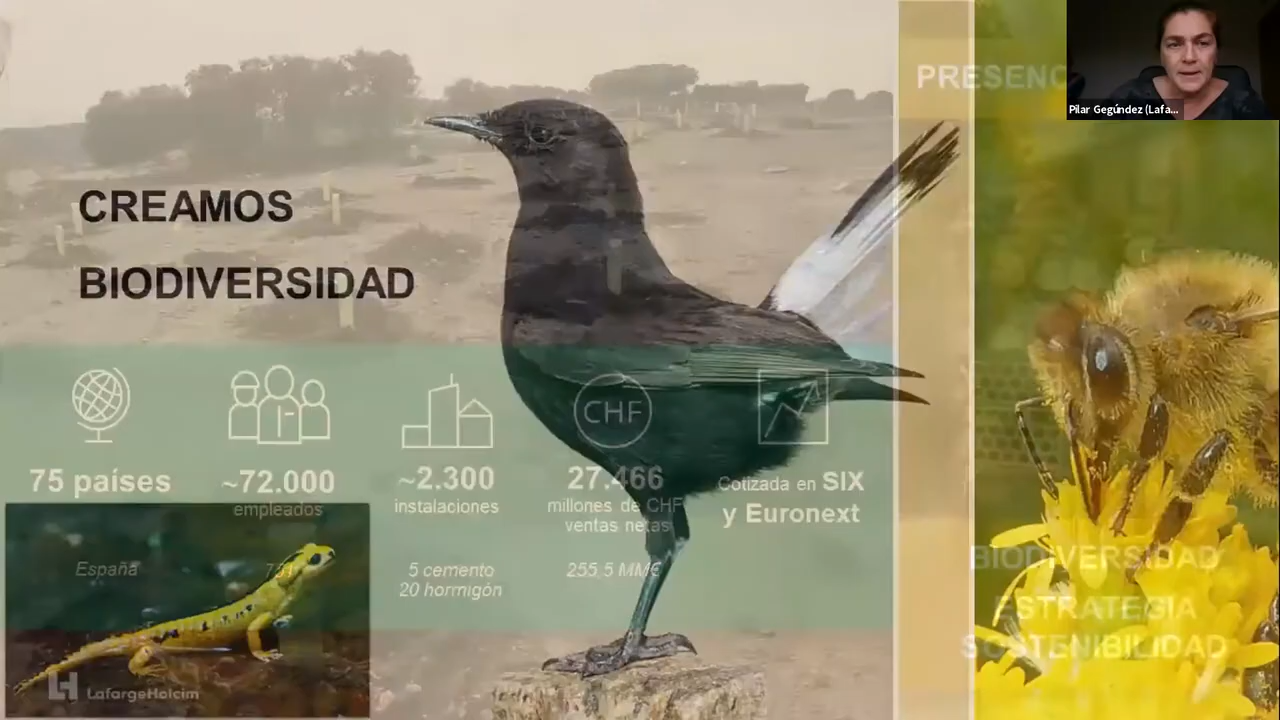 PRESENC
Pilar Gegúndez (Lafa...
CREAMOS
BIODIVERSIDAD
75 países
~72.000
empleados
~2.300
instalaciones
CHF
27.466
millones de CHF
ventas netas
Cotizada en SIX
y Euronext
España
5 cemento
20 hormigón
255,5 MM€
BIODIVERSIDAD
ESTRATEGIA
SOSTENIBILIDAD
LafargeHolcim